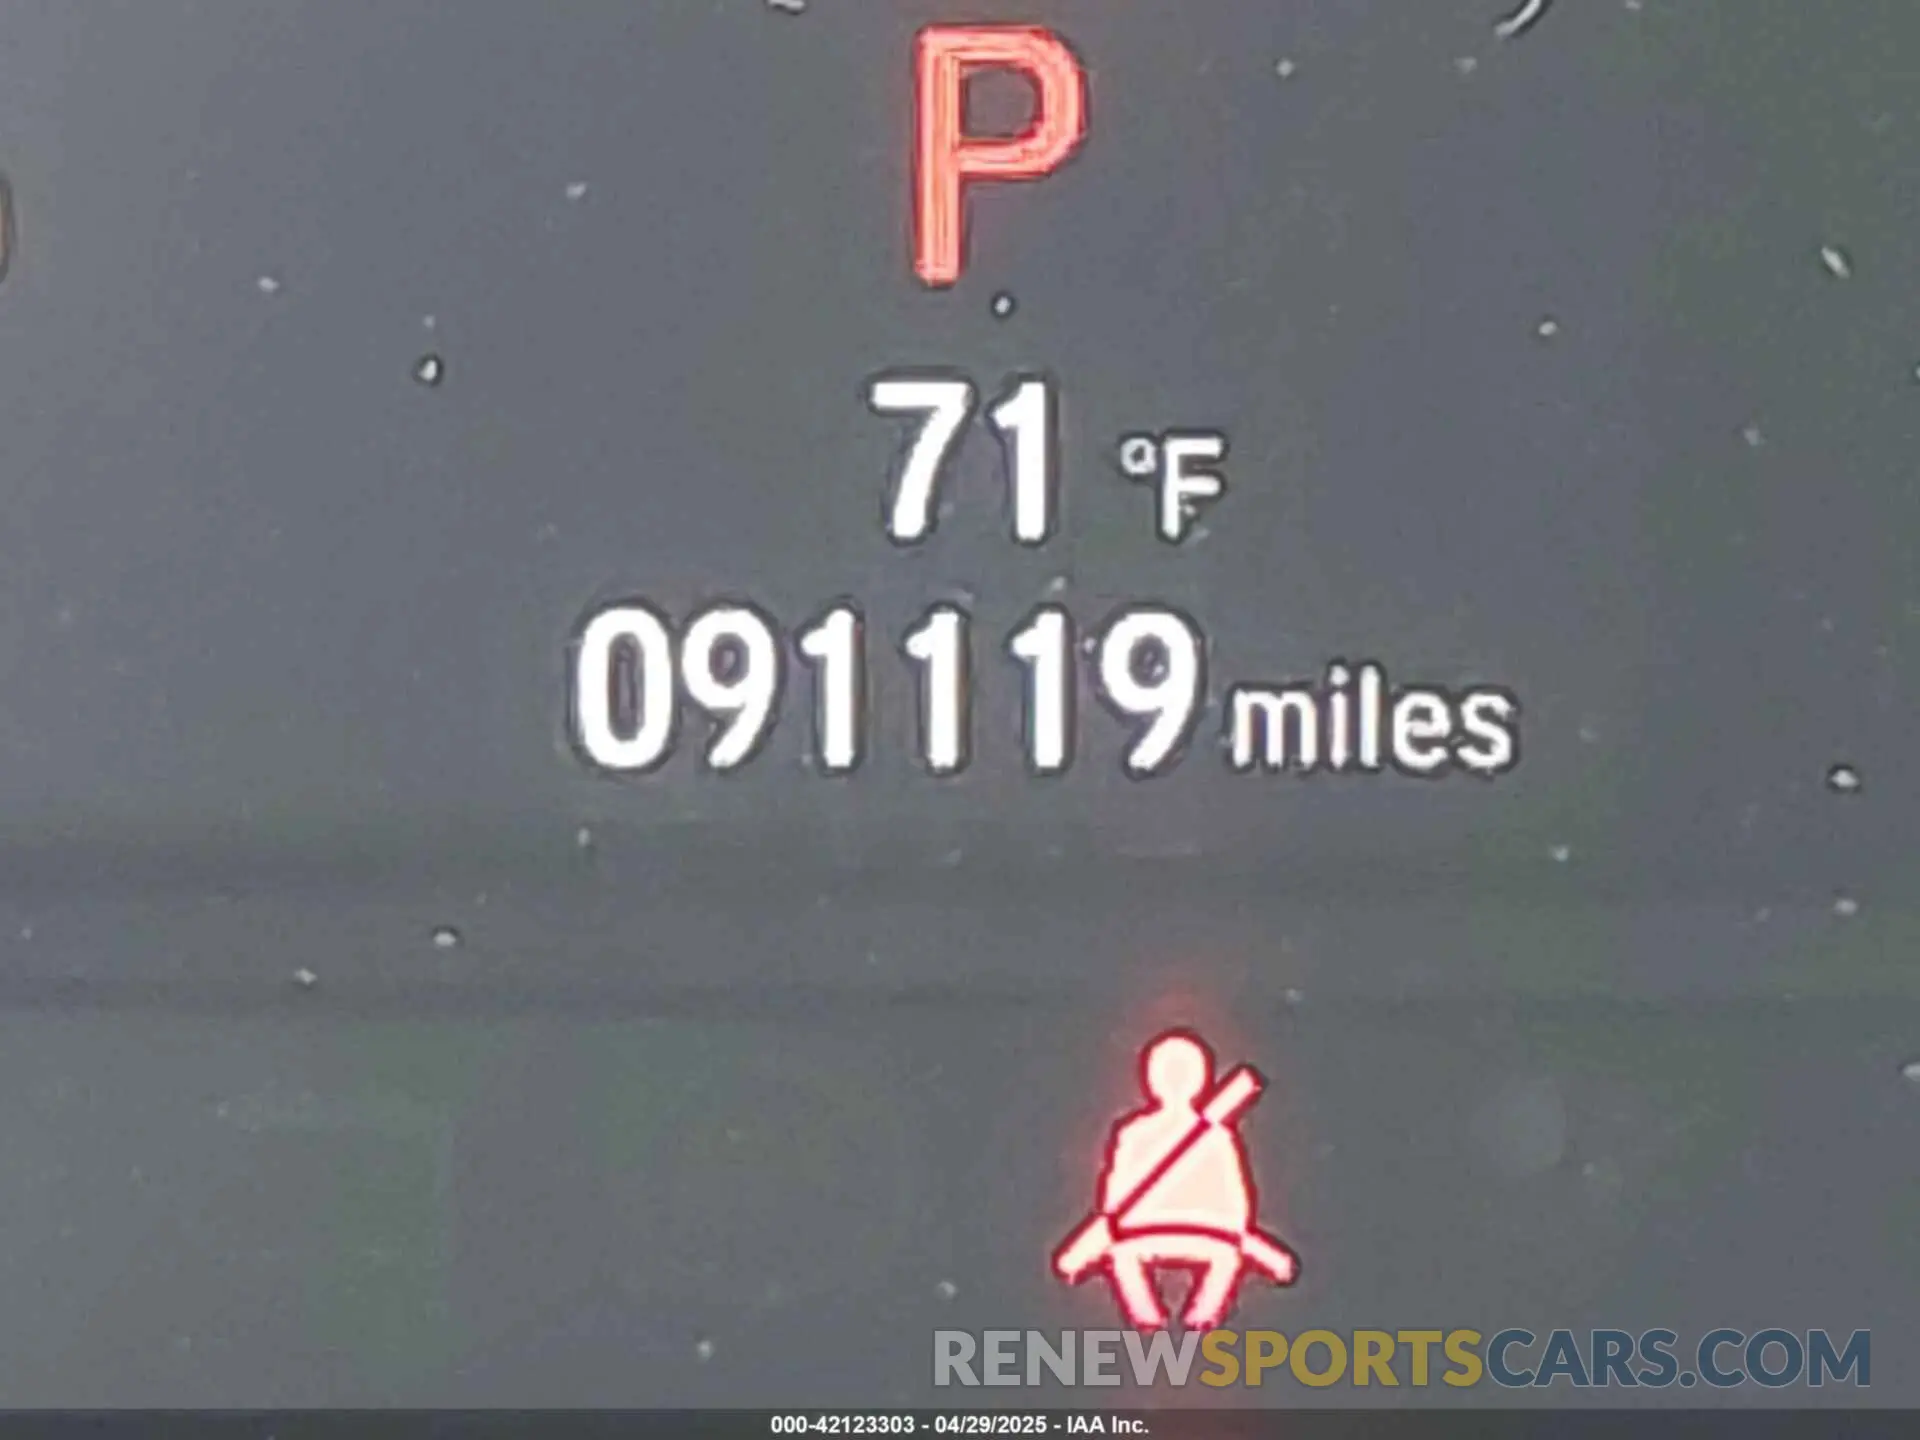 P
71 °F
091119 miles
RENEWSPORTSCARS.COM
000-42123303 - 04/29/2025 - IAA Inc.